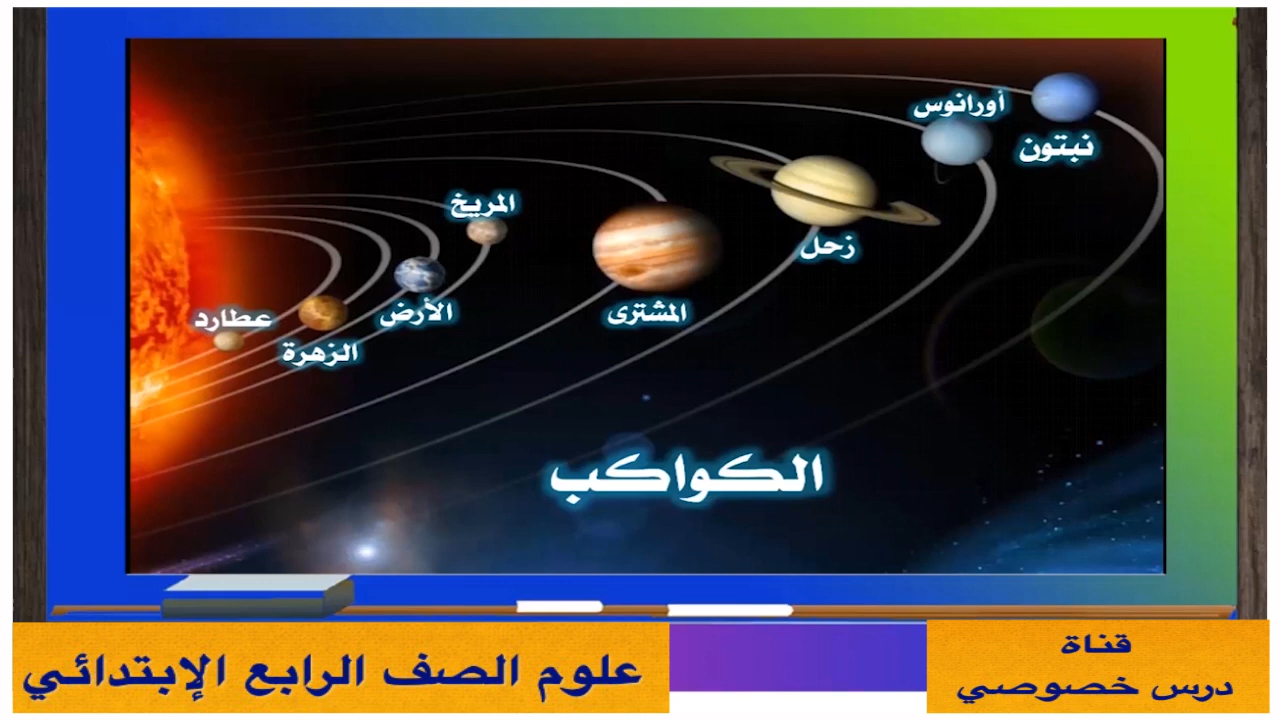 أورانوس
نبتون
المريخ
زحل
الأرض
المشترى
عطارد
الزهرة
الكواكب
قناة
علوم الصف الرابع الإبتدائي
درس خصوصي